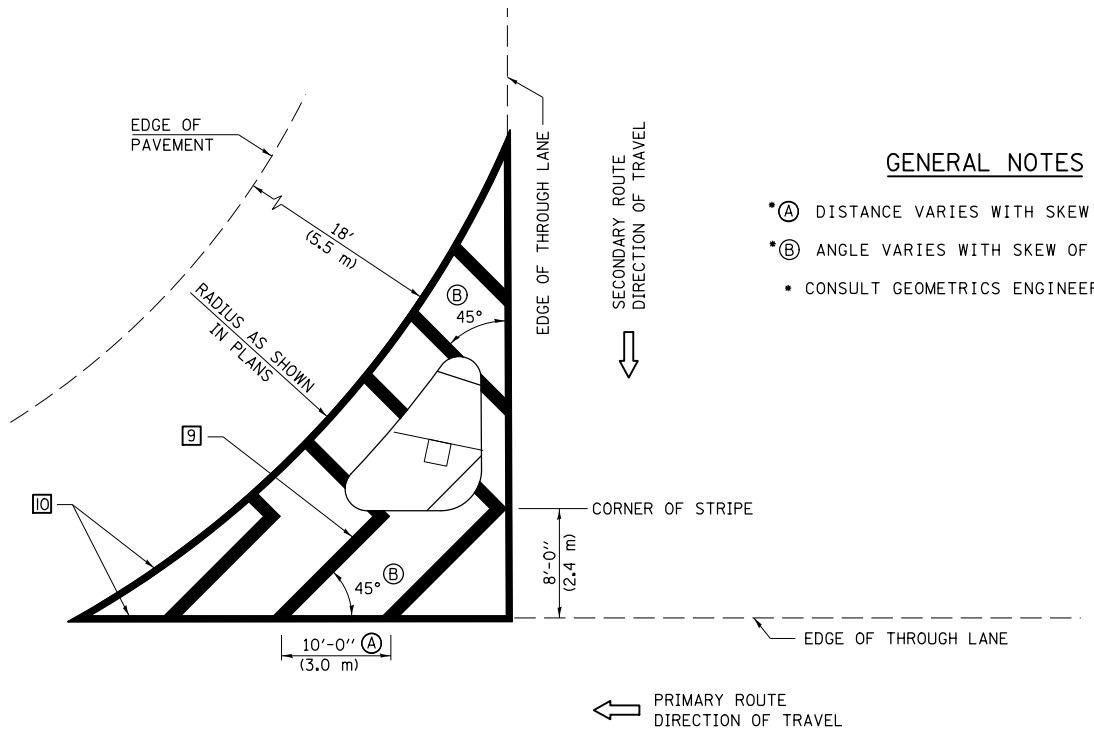 EDGE OF
PAVEMENT
18'
(5.5 m)
RADIUS AS SHOWN
IN PLANS
EDGE OF THROUGH LANE
SECONDARY ROUTE
DIRECTION OF TRAVEL
GENERAL NOTES
* A DISTANCE VARIES WITH SKEW
* B ANGLE VARIES WITH SKEW OF
* CONSULT GEOMETRICS ENGINEER
B
45°
9
10
45° B
CORNER OF STRIPE
8'-0"
(2.4 m)
10'-0" A
(3.0 m)
EDGE OF THROUGH LANE
PRIMARY ROUTE
DIRECTION OF TRAVEL